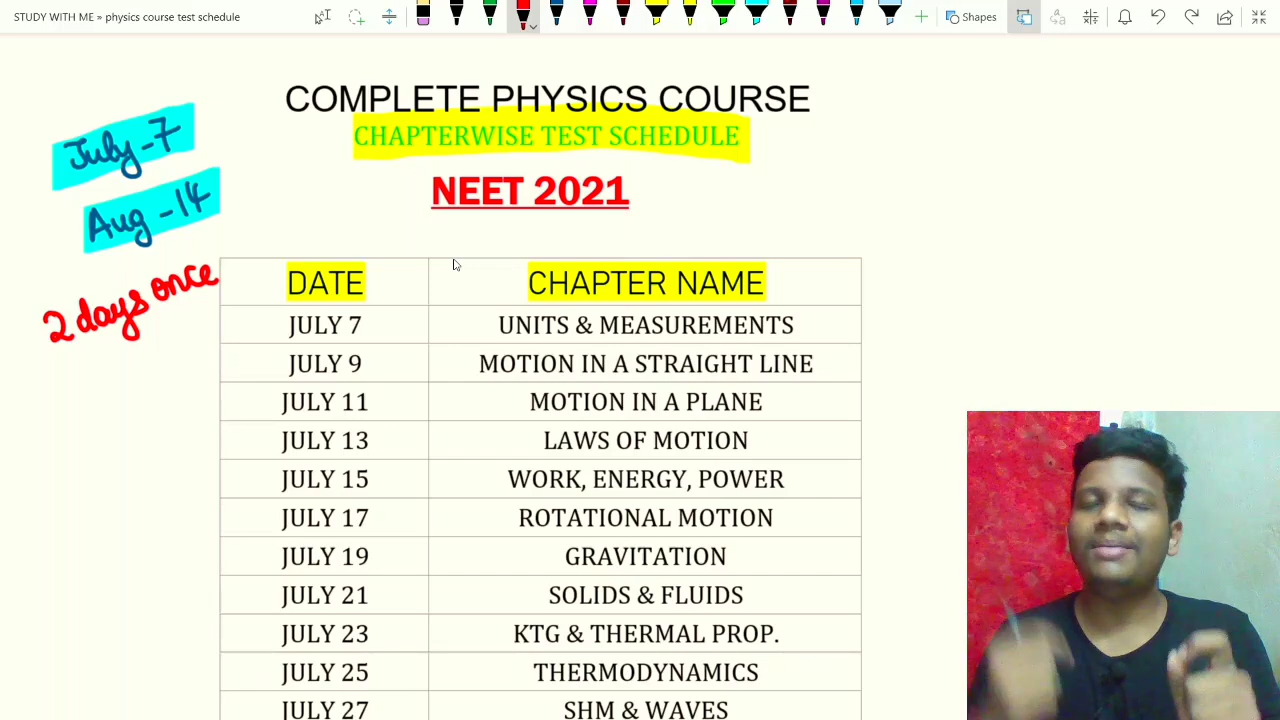 STUDY WITH ME » physics course test schedule
Shapes
COMPLETE PHYSICS COURSE
CHAPTERWISE TEST SCHEDULE
NEET 2021
July-7
Aug-14
2 days once
DATE CHAPTER NAME
JULY 7 UNITS & MEASUREMENTS
JULY 9 MOTION IN A STRAIGHT LINE
JULY 11 MOTION IN A PLANE
JULY 13 LAWS OF MOTION
JULY 15 WORK, ENERGY, POWER
JULY 17 ROTATIONAL MOTION
JULY 19 GRAVITATION
JULY 21 SOLIDS & FLUIDS
JULY 23 KTG & THERMAL PROP.
JULY 25 THERMODYNAMICS
JULY 27 SHM & WAVES